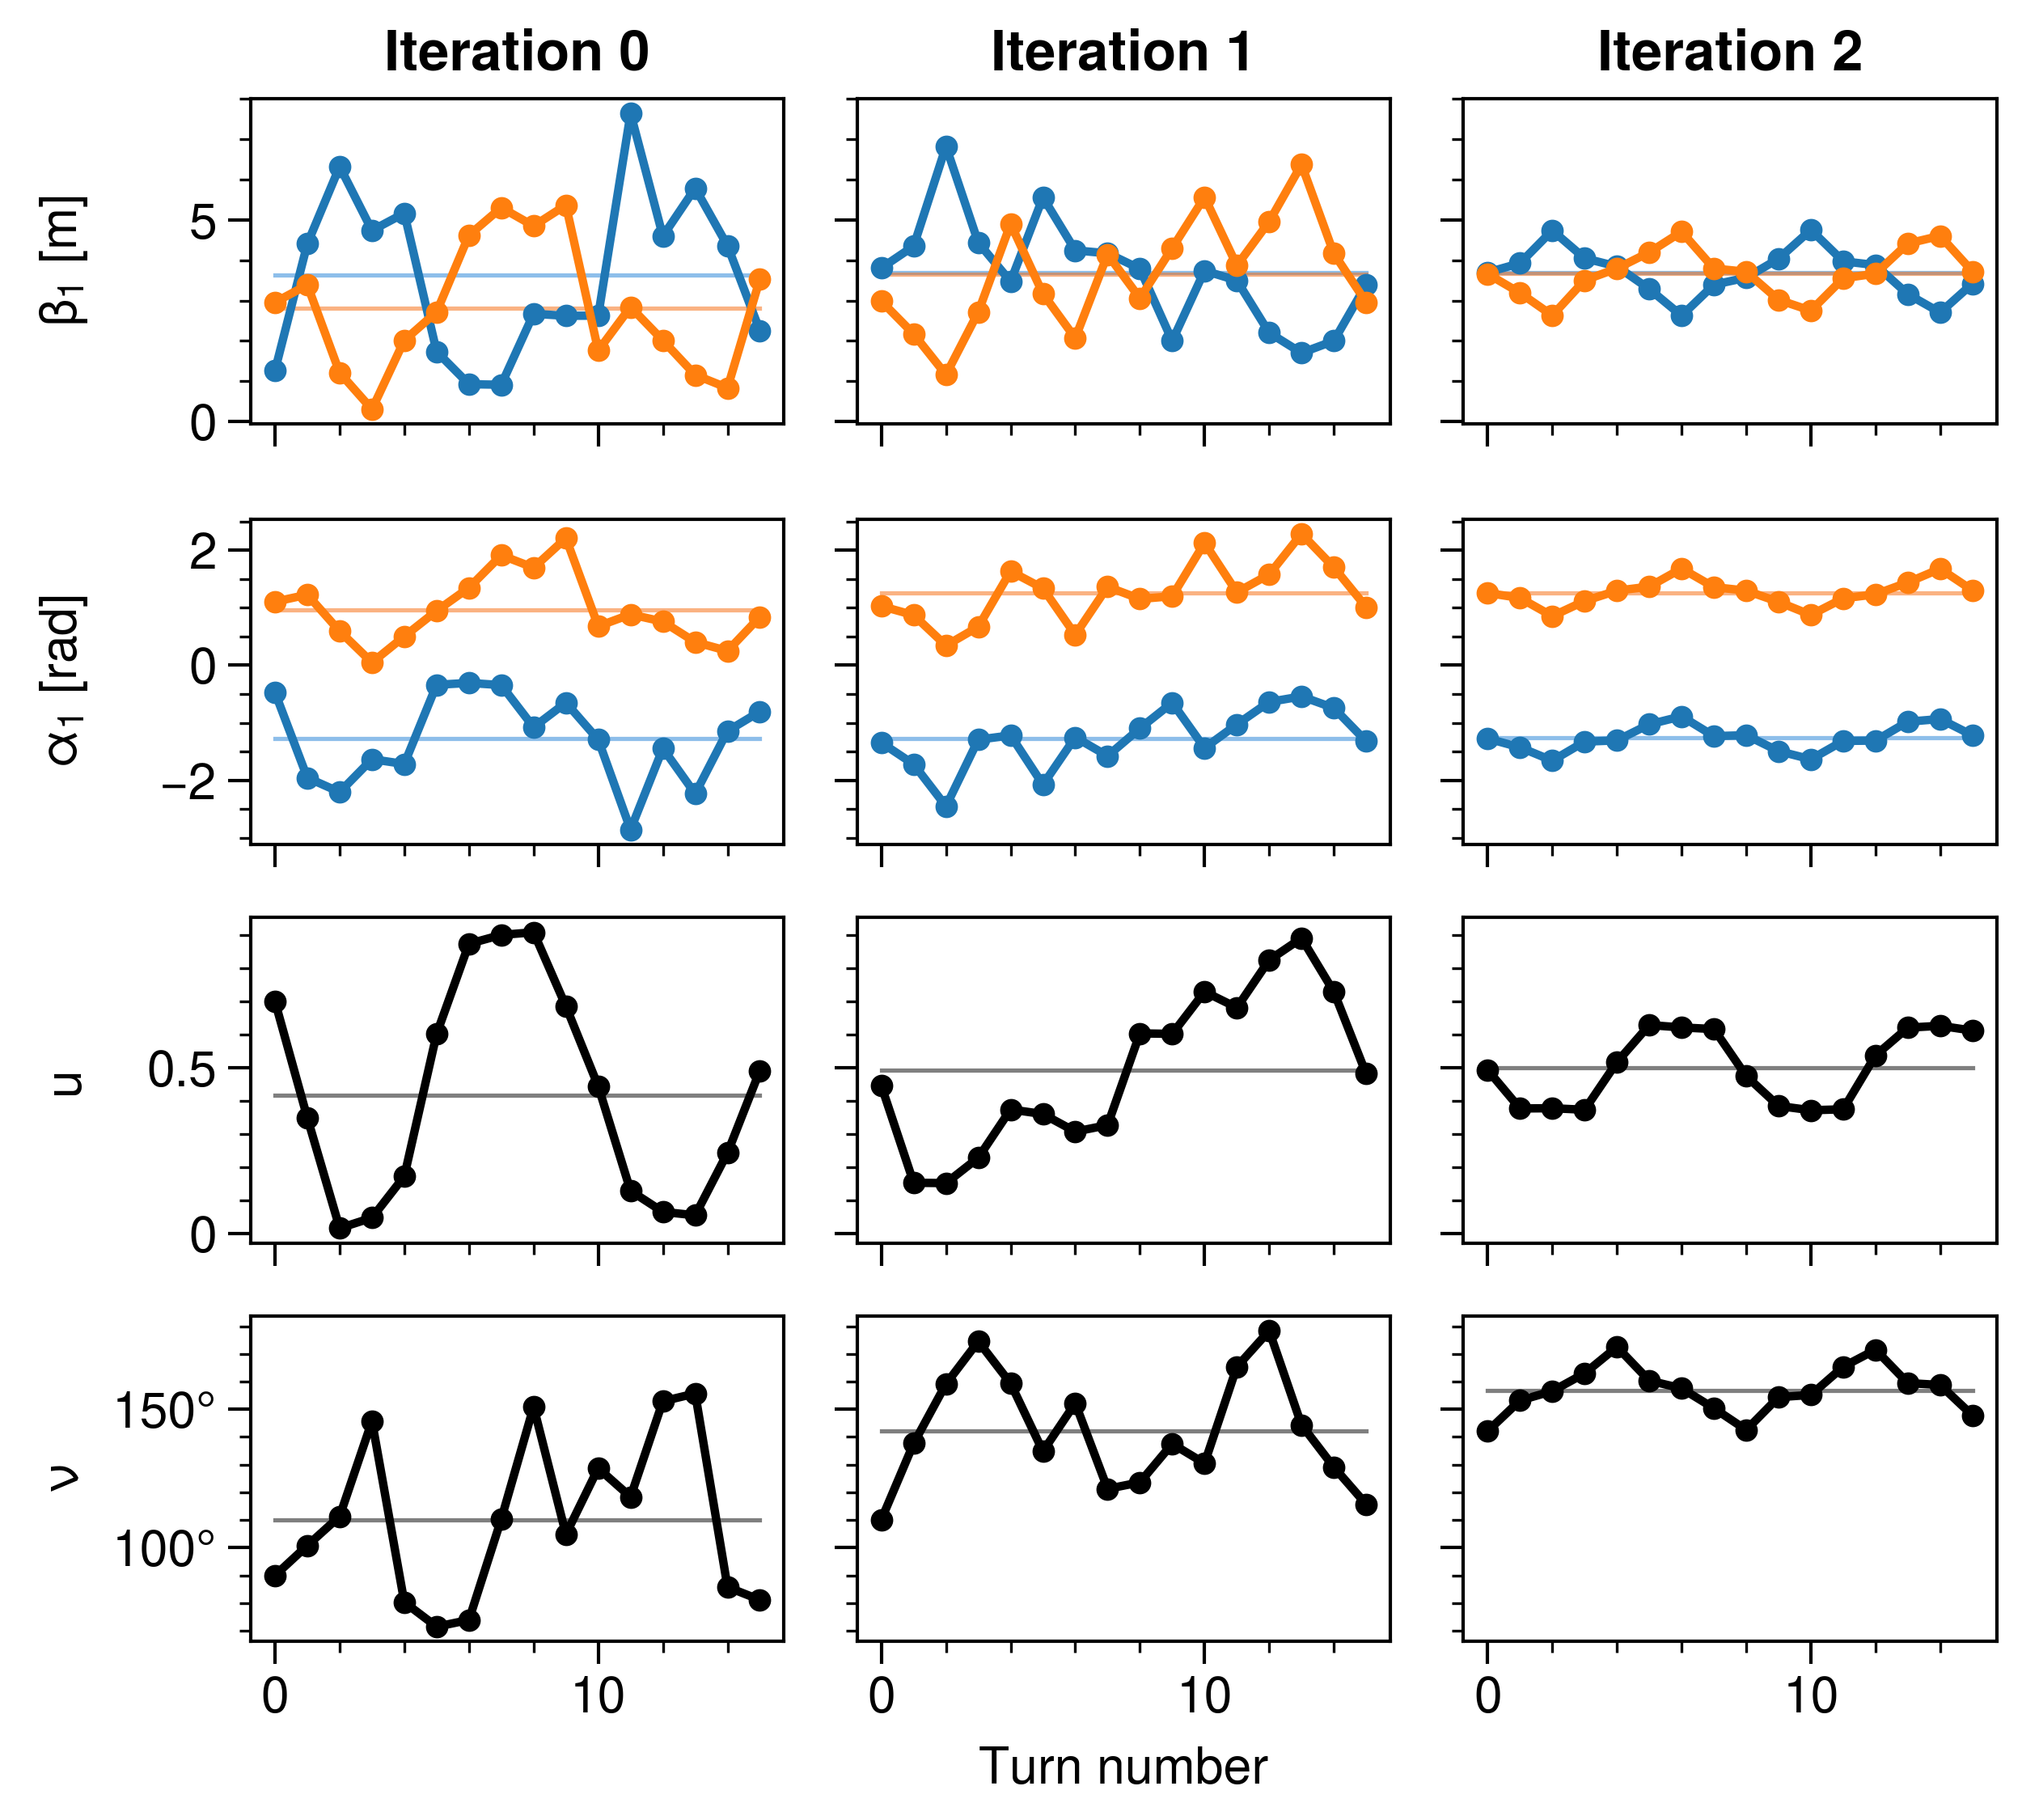 Iteration 0 Iteration 1 Iteration 2
β1 [m]
5
0
α1 [rad]
2
0
−2
u
0.5
0
ν
150°
100°
0 10 0 10 0 10
Turn number